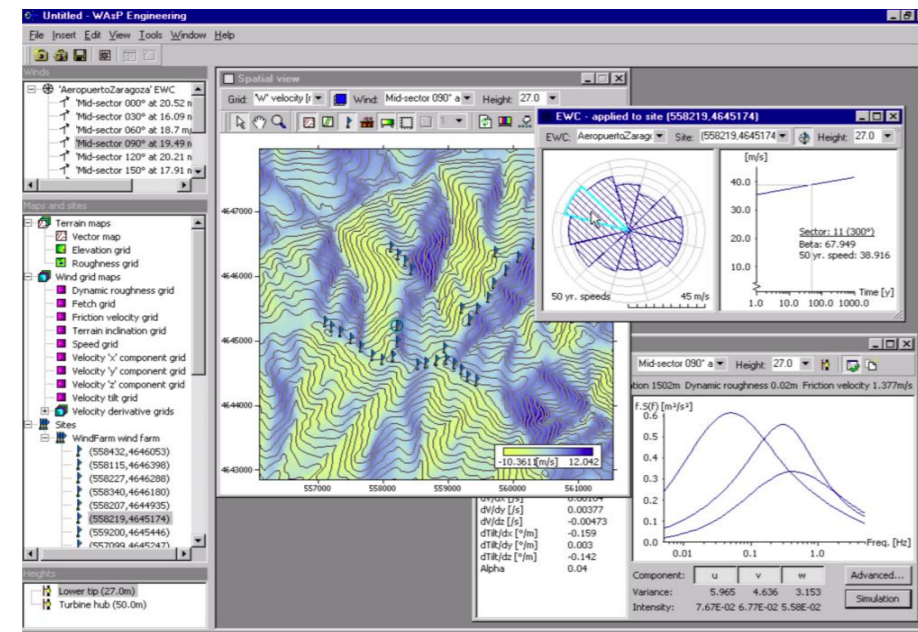 Untitled - WAsP Engineering
File Insert Edit View Tools Window Help
Winds
'AeropuertoZaragoza' EWC
'Mid-sector 000° at 20.52 n
'Mid-sector 030° at 16.09 n
'Mid-sector 060° at 18.7 m
'Mid-sector 090° at 19.49 n
'Mid-sector 120° at 20.21 n
'Mid-sector 150° at 17.91 n
Maps and sites
Terrain maps
Vector map
Elevation grid
Roughness grid
Wind grid maps
Dynamic roughness grid
Fetch grid
Friction velocity grid
Terrain inclination grid
Speed grid
Velocity 'x' component grid
Velocity 'y' component grid
Velocity 'z' component grid
Velocity tilt grid
Velocity derivative grids
Sites
WindFarm wind farm
(558432,4646053)
(558115,4646398)
(558227,4646288)
(558340,4646180)
(558207,4644935)
(558219,4645174)
(559200,4645446)
(557099,4645247)
Heights
Lower tip (27.0m)
Turbine hub (50.0m)
Spatial view
Grid: 'W' velocity [ Wind: Mid-sector 090° a Height: 27.0
1
4647000
4646000
4645000
4644000
4643000
557000 558000 559000 560000 561000
-10.3611 [m/s] 12.042
EWC - applied to site (558219,4645174)
EWC: AeropuertoZarag Site: (558219,4645174 Height: 27.0
50 yr. speeds 45 m/s
[m/s]
40.0
30.0
20.0
10.0
Sector: 11 (300°)
Beta: 67.949
50 yr. speed: 38.916
Time [y]
1.0 10.0 100.0 1000.0
Mid-sector 090° a Height: 27.0
ation 1502m Dynamic roughness 0.02m Friction velocity 1.377m/s
f.S(f) [m²/s²]
0.6
0.5
0.4
0.3
0.2
0.1
0.0
Freq. [Hz]
0.01 0.1 1.0
dV/dy [/s] 0.00377
dV/dz [/s] -0.00473
dTilt/dx [°/m] -0.159
dTilt/dy [°/m] 0.003
dTilt/dz [°/m] -0.142
Alpha 0.04
Component: u v w Advanced...
Variance: 5.965 4.636 3.153
Simulation
Intensity: 7.67E-02 6.77E-02 5.58E-02